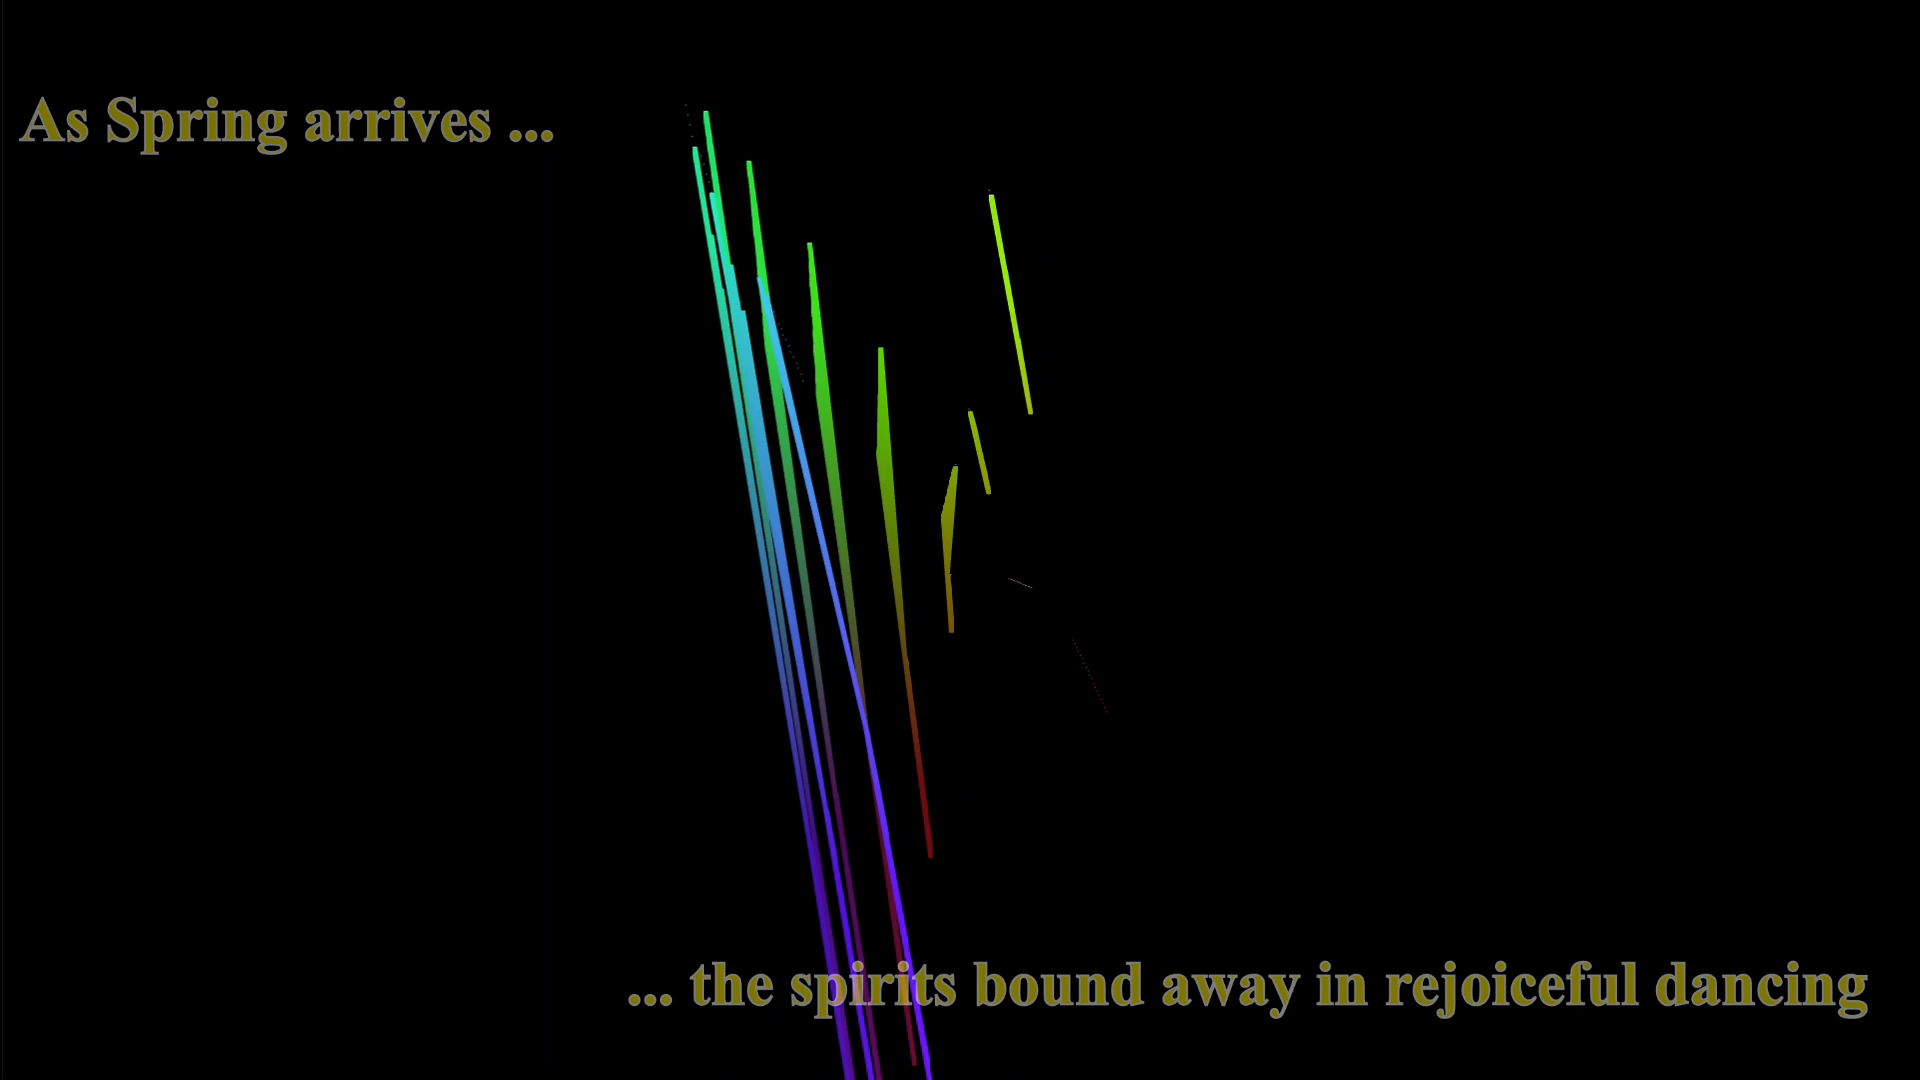 As Spring arrives ...
... the spirits bound away in rejoiceful dancing